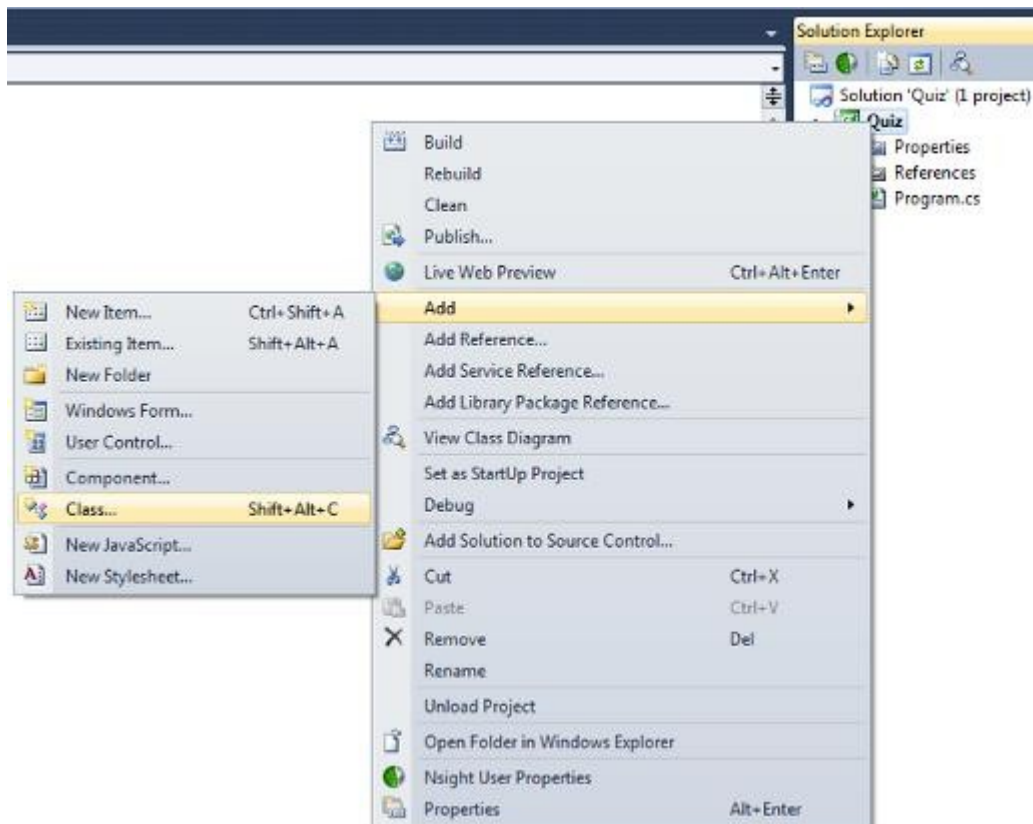 Solution Explorer
Solution 'Quiz' (1 project)
Quiz
Properties
References
Program.cs
Build
Rebuild
Clean
Publish...
Live Web Preview Ctrl+Alt+Enter
Add
Add Reference...
Add Service Reference...
Add Library Package Reference...
View Class Diagram
Set as StartUp Project
Debug
Add Solution to Source Control...
Cut Ctrl+X
Paste Ctrl+V
Remove Del
Rename
Unload Project
Open Folder in Windows Explorer
Nsight User Properties
Properties Alt+Enter
New Item... Ctrl+Shift+A
Existing Item... Shift+Alt+A
New Folder
Windows Form...
User Control...
Component...
Class... Shift+Alt+C
New JavaScript...
New Stylesheet...